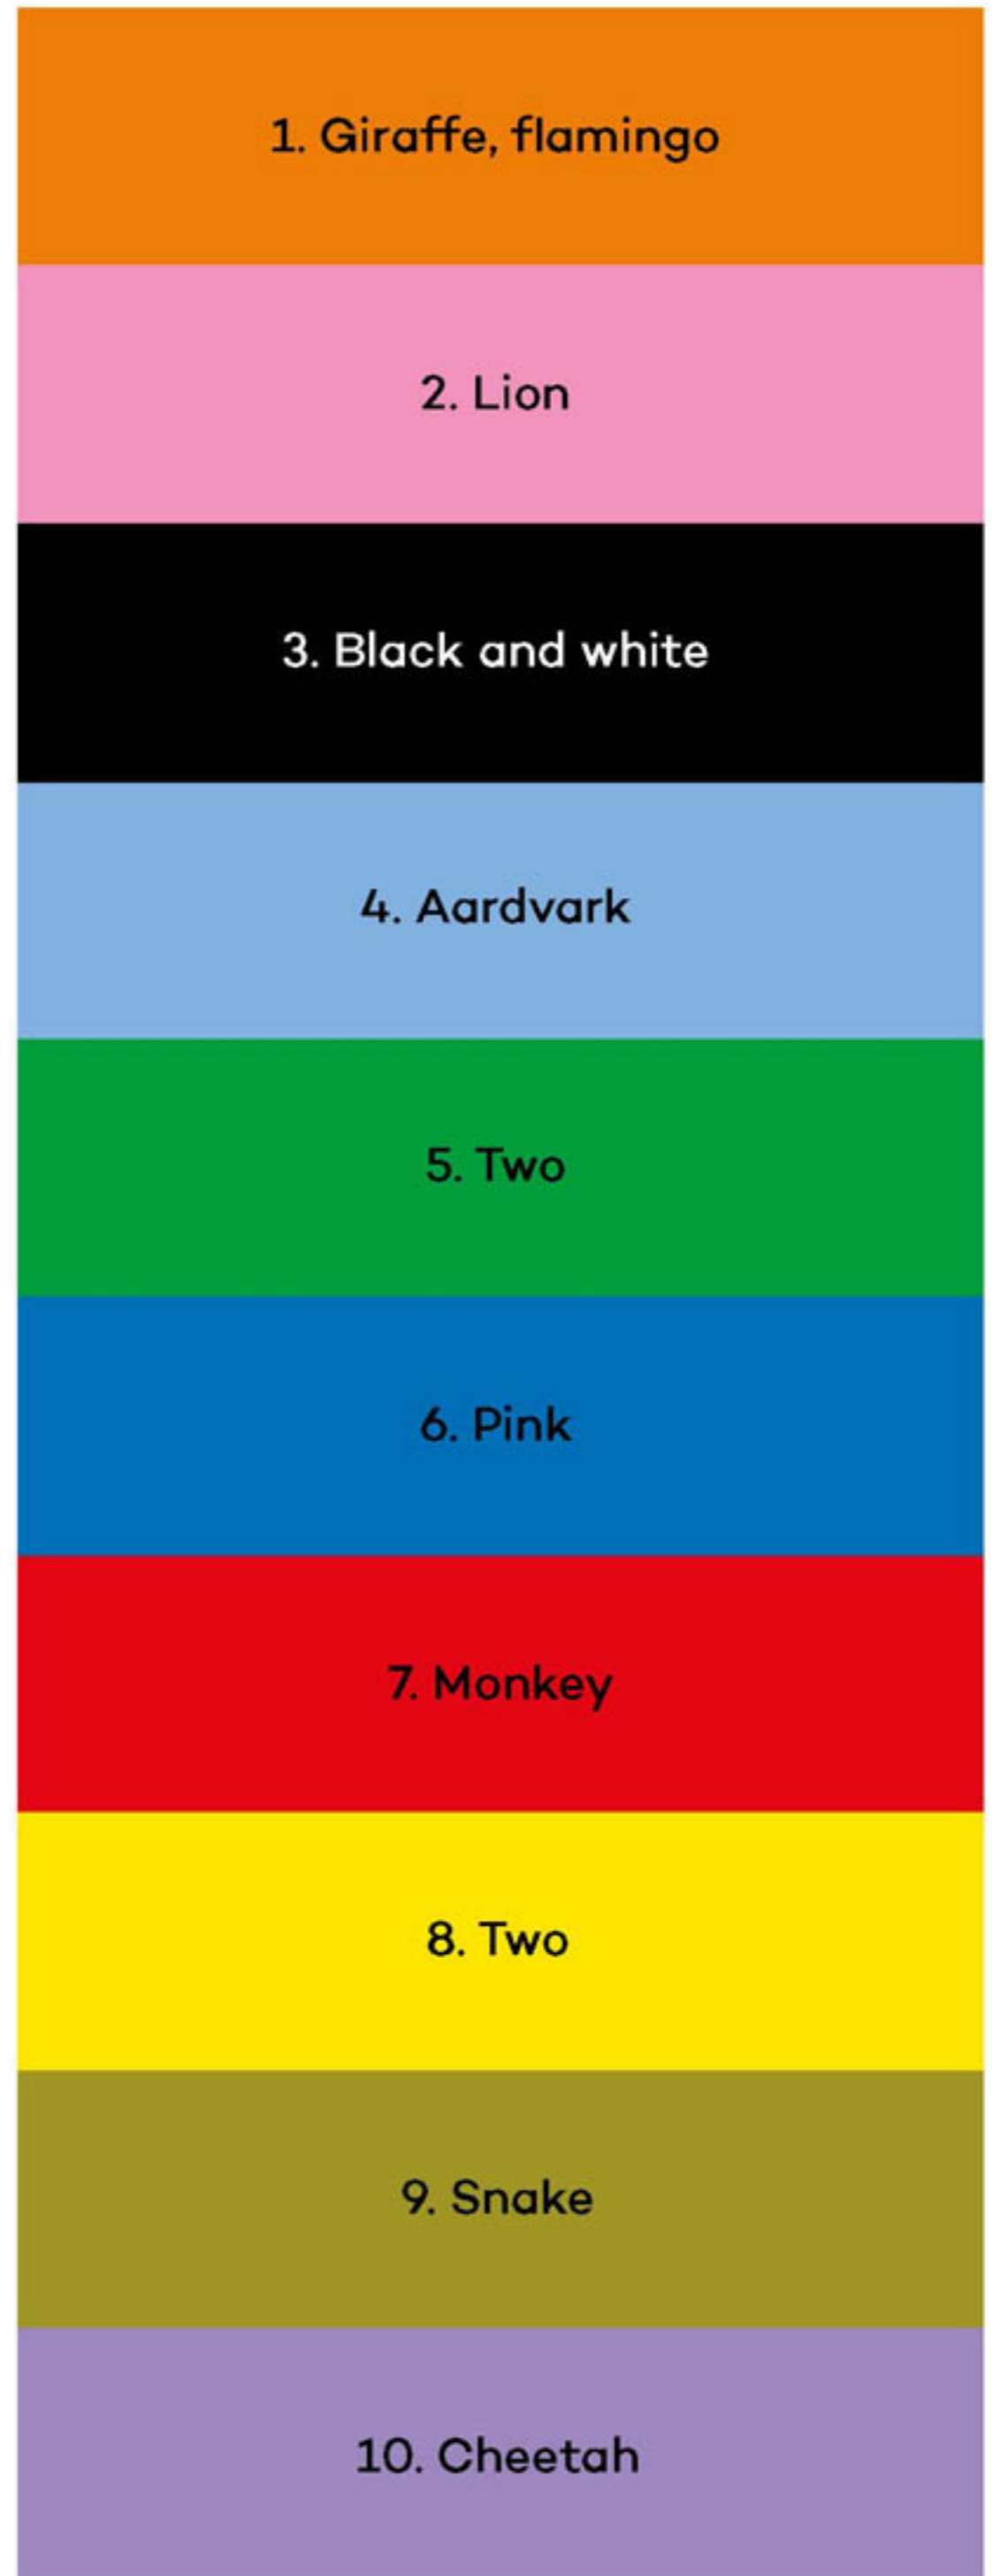 1. Giraffe, flamingo
2. Lion
3. Black and white
4. Aardvark
5. Two
6. Pink
7. Monkey
8. Two
9. Snake
10. Cheetah